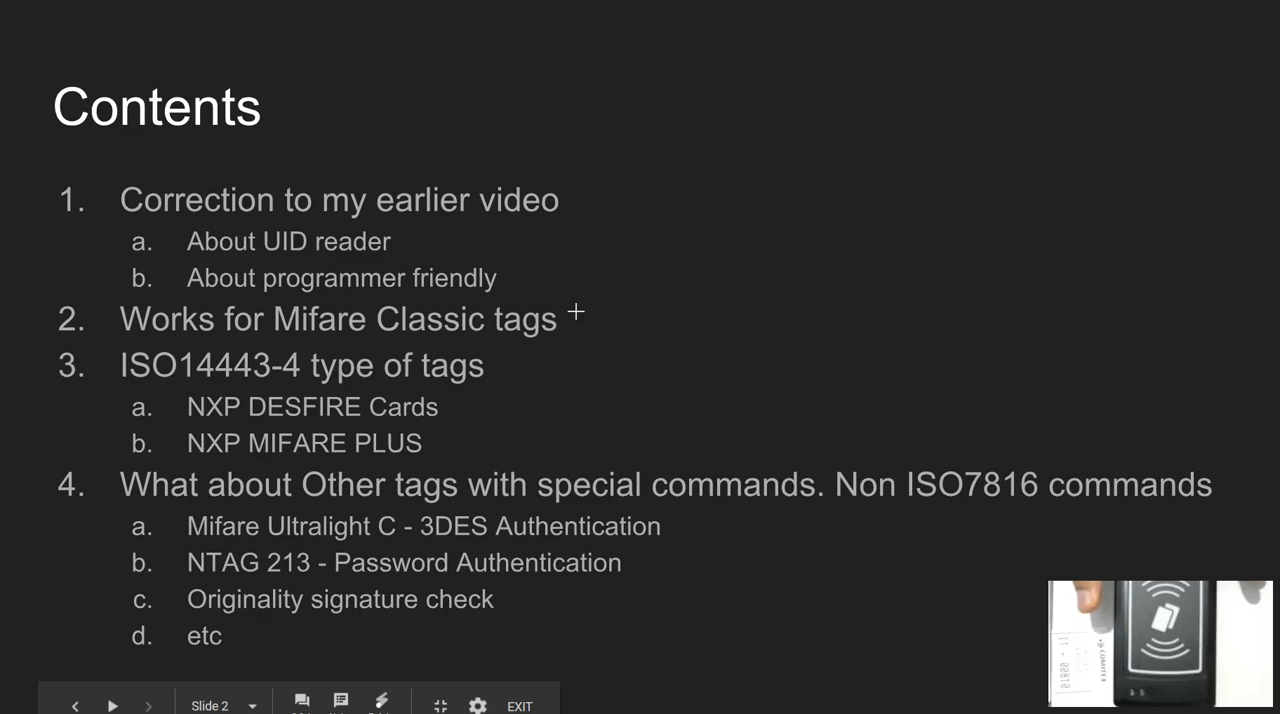 Contents
1. Correction to my earlier video
a. About UID reader
b. About programmer friendly
2. Works for Mifare Classic tags
3. ISO14443-4 type of tags
a. NXP DESFIRE Cards
b. NXP MIFARE PLUS
4. What about Other tags with special commands. Non ISO7816 commands
a. Mifare Ultralight C - 3DES Authentication
b. NTAG 213 - Password Authentication
c. Originality signature check
d. etc
Slide 2
EXIT